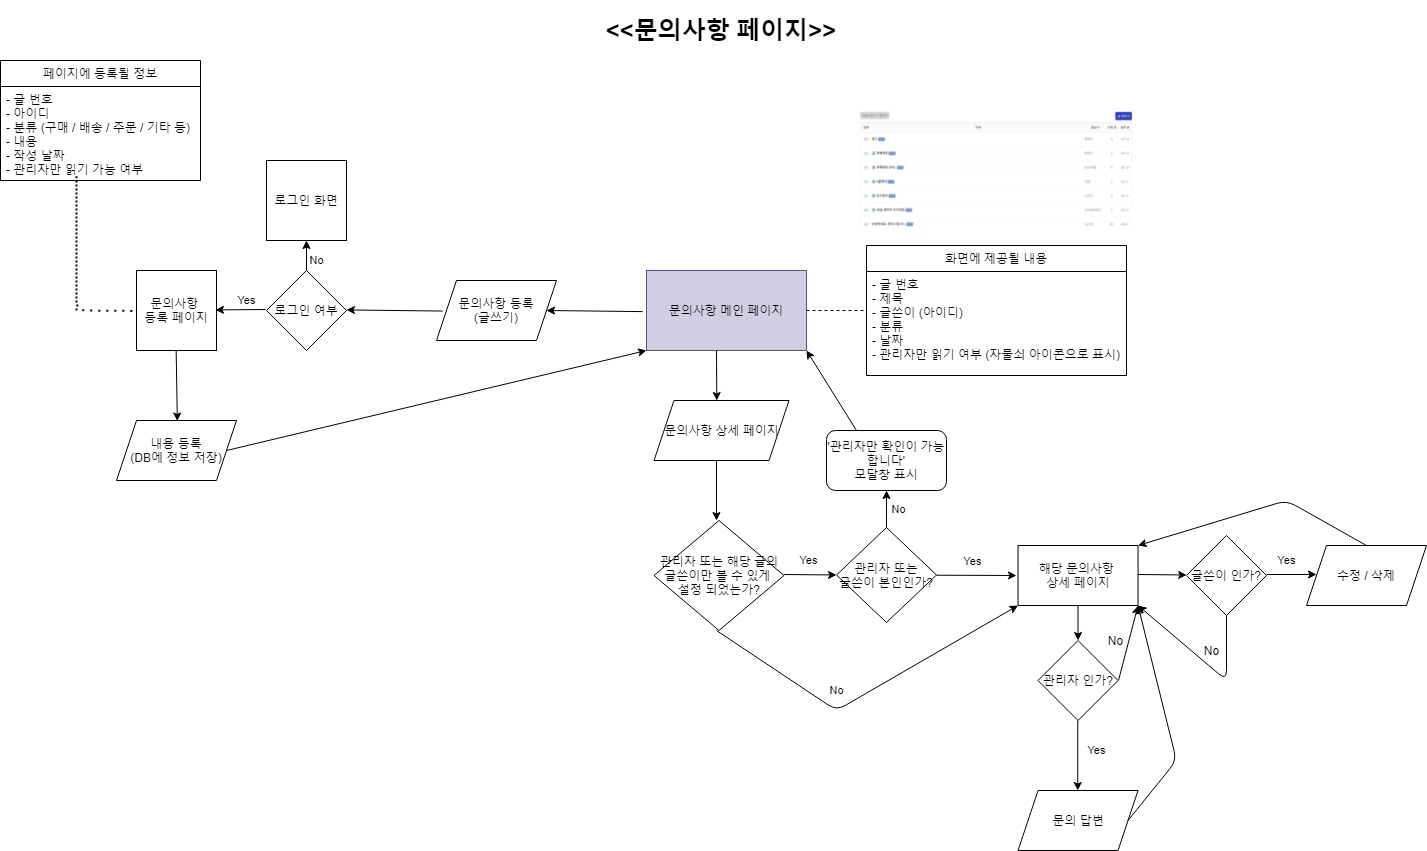 <<문의사항 페이지>>
페이지에 등록될 정보
- 글 번호
- 아이디
- 분류 (구매 / 배송 / 주문 / 기타 등)
- 내용
- 작성 날짜
- 관리자만 읽기 가능 여부
로그인 화면
No
문의사항
등록 페이지
Yes
로그인 여부
문의사항 등록
(글쓰기)
문의사항 메인 페이지
화면에 제공될 내용
- 글 번호
- 제목
- 글쓴이 (아이디)
- 분류
- 날짜
- 관리자만 읽기 여부 (자물쇠 아이콘으로 표시)
내용 등록
(DB에 정보 저장)
문의사항 상세 페이지
'관리자만 확인이 가능
합니다'
모달창 표시
No
관리자 또는 해당 글의
글쓴이만 볼 수 있게
설정 되었는가?
Yes
관리자 또는
글쓴이 본인인가?
Yes
해당 문의사항
상세 페이지
글쓴이 인가?
Yes
수정 / 삭제
No
No
관리자 인가?
No
Yes
문의 답변